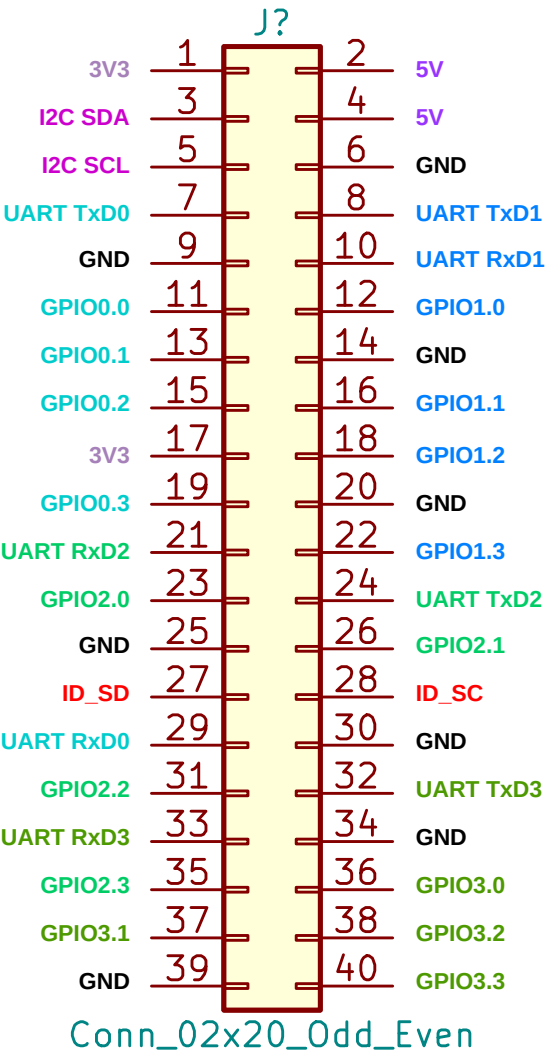 J?
3V3 1 2 5V
I2C SDA 3 4 5V
I2C SCL 5 6 GND
UART TxD0 7 8 UART TxD1
GND 9 10 UART RxD1
GPIO0.0 11 12 GPIO1.0
GPIO0.1 13 14 GND
GPIO0.2 15 16 GPIO1.1
3V3 17 18 GPIO1.2
GPIO0.3 19 20 GND
UART RxD2 21 22 GPIO1.3
GPIO2.0 23 24 UART TxD2
GND 25 26 GPIO2.1
ID_SD 27 28 ID_SC
UART RxD0 29 30 GND
GPIO2.2 31 32 UART TxD3
UART RxD3 33 34 GND
GPIO2.3 35 36 GPIO3.0
GPIO3.1 37 38 GPIO3.2
GND 39 40 GPIO3.3
Conn_02x20_Odd_Even